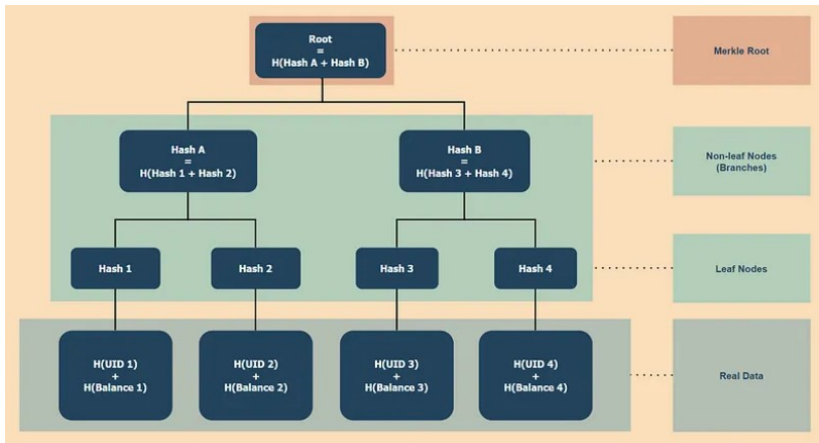 Root
=
H(Hash A + Hash B)
Merkle Root
Hash A
=
H(Hash 1 + Hash 2)
Hash B
=
H(Hash 3 + Hash 4)
Non-leaf Nodes
(Branches)
Hash 1
Hash 2
Hash 3
Hash 4
Leaf Nodes
H(UID 1)
+
H(Balance 1)
H(UID 2)
+
H(Balance 2)
H(UID 3)
+
H(Balance 3)
H(UID 4)
+
H(Balance 4)
Real Data